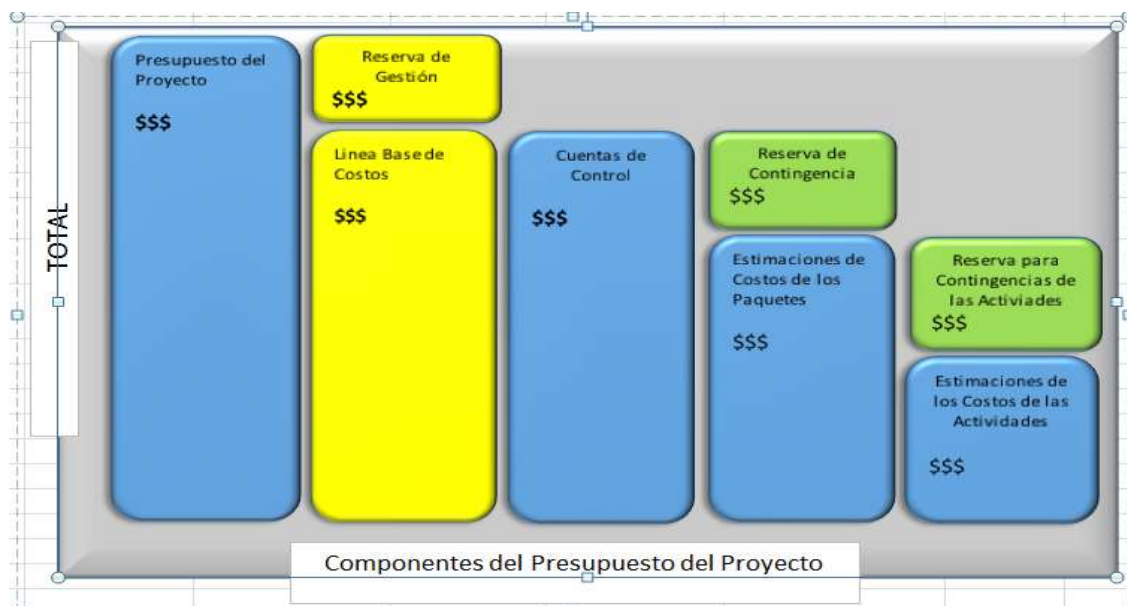 TOTAL
Presupuesto del
Proyecto
$$$
Reserva de
Gestión
$$$
Linea Base de
Costos
$$$
Cuentas de
Control
$$$
Reserva de
Contingencia
$$$
Estimaciones de
Costos de los
Paquetes
$$$
Reserva para
Contingencias de
las Activiades
$$$
Estimaciones de
los Costos de las
Actividades
$$$
Componentes del Presupuesto del Proyecto